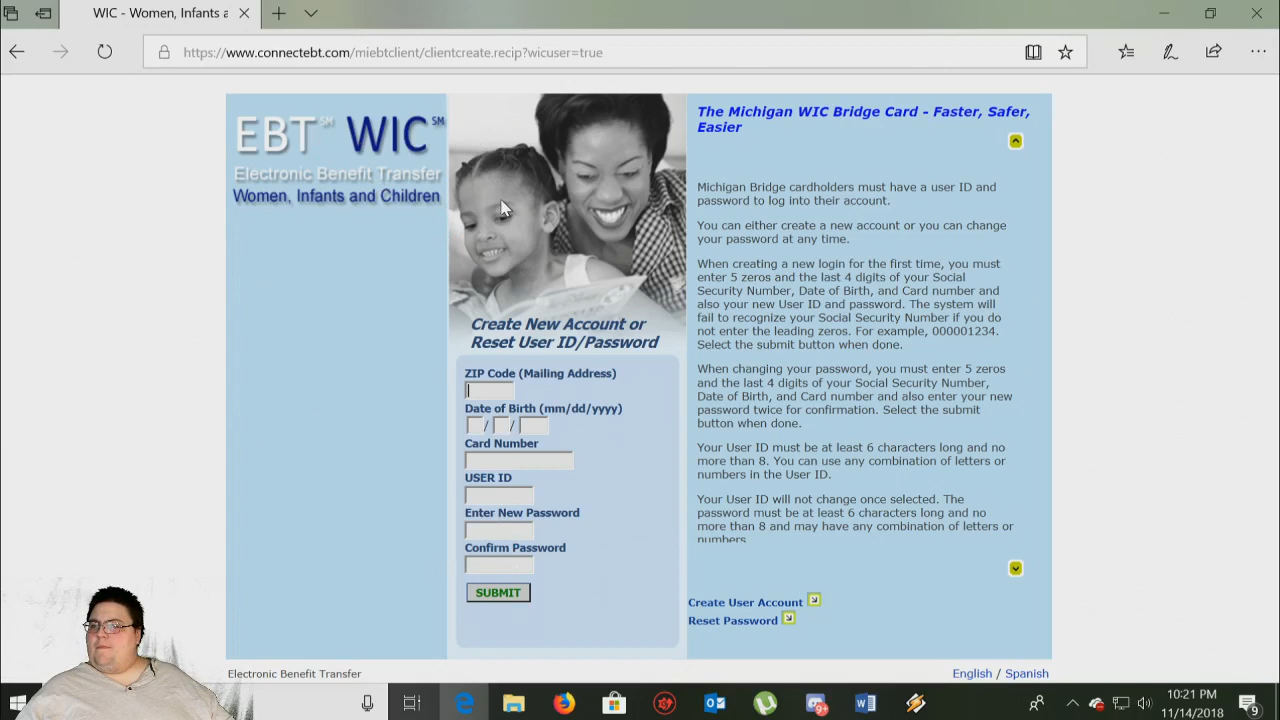 WIC - Women, Infants a
https://www.connectebt.com/miebtclient/clientcreate.recip?wicuser=true
EBT SM WIC SM
Electronic Benefit Transfer
Women, Infants and Children
Create New Account or
Reset User ID/Password
ZIP Code (Mailing Address)
Date of Birth (mm/dd/yyyy)
/ /
Card Number
USER ID
Enter New Password
Confirm Password
SUBMIT
The Michigan WIC Bridge Card - Faster, Safer,
Easier
Michigan Bridge cardholders must have a user ID and
password to log into their account.
You can either create a new account or you can change
your password at any time.
When creating a new login for the first time, you must
enter 5 zeros and the last 4 digits of your Social
Security Number, Date of Birth, and Card number and
also your new User ID and password. The system will
fail to recognize your Social Security Number if you do
not enter the leading zeros. For example, 000001234.
Select the submit button when done.
When changing your password, you must enter 5 zeros
and the last 4 digits of your Social Security Number,
Date of Birth, and Card number and also enter your new
password twice for confirmation. Select the submit
button when done.
Your User ID must be at least 6 characters long and no
more than 8. You can use any combination of letters or
numbers in the User ID.
Your User ID will not change once selected. The
password must be at least 6 characters long and no
more than 8 and may have any combination of letters or
numbers
Create User Account
Reset Password
Electronic Benefit Transfer
English / Spanish
10:21 PM
11/14/2018
9+
9